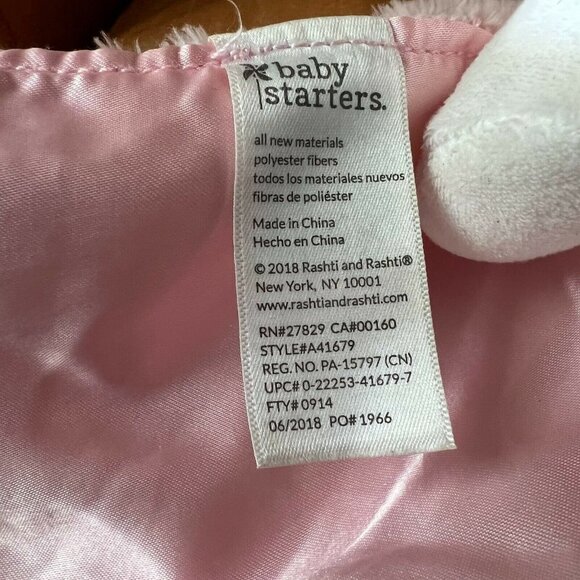 baby
starters.
all new materials
polyester fibers
todos los materiales nuevos
fibras de poliéster
Made in China
Hecho en China
© 2018 Rashti and Rashti®
New York, NY 10001
www.rashtiandrashti.com
RN#27829 CA#00160
STYLE#A41679
REG. NO. PA-15797 (CN)
UPC# 0-22253-41679-7
FTY# 0914
06/2018 PO# 1966